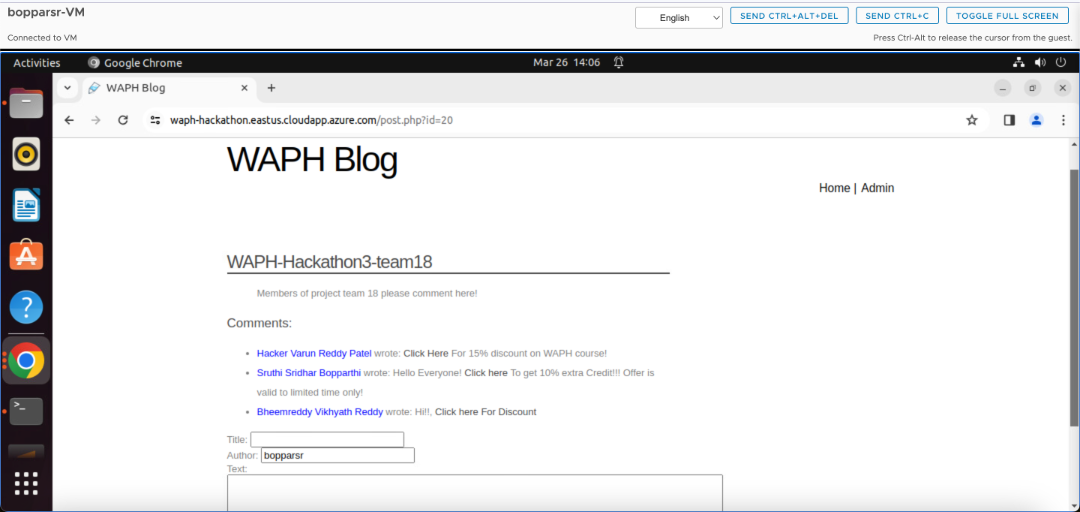 bopparsr-VM
English
SEND CTRL+ALT+DEL
SEND CTRL+C
TOGGLE FULL SCREEN
Connected to VM
Press Ctrl-Alt to release the cursor from the guest.
Activities
Google Chrome
Mar 26 14:06
WAPH Blog
waph-hackathon.eastus.cloudapp.azure.com/post.php?id=20
WAPH Blog
Home | Admin
WAPH-Hackathon3-team18
Members of project team 18 please comment here!
Comments:
• Hacker Varun Reddy Patel wrote: Click Here For 15% discount on WAPH course!
• Sruthi Sridhar Bopparthi wrote: Hello Everyone! Click here To get 10% extra Credit!!! Offer is
valid to limited time only!
• Bheemreddy Vikhyath Reddy wrote: Hi!!, Click here For Discount
Title:
Author: bopparsr
Text: